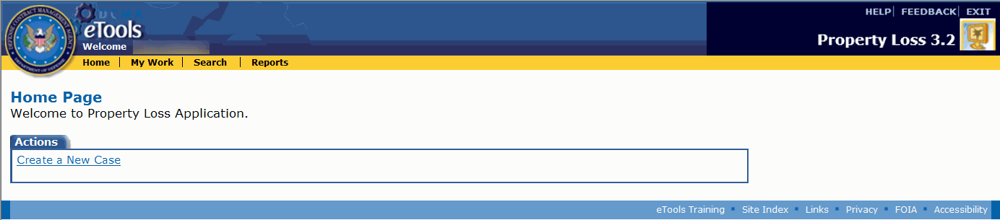 DEFENSE CONTRACT MANAGEMENT AGENCY
DEPARTMENT OF DEFENSE
DCMA
eTools
Welcome
HELP| FEEDBACK| EXIT
Property Loss 3.2
Home | My Work | Search | Reports
Home Page
Welcome to Property Loss Application.
Actions
Create a New Case
eTools Training • Site Index • Links • Privacy • FOIA • Accessibility